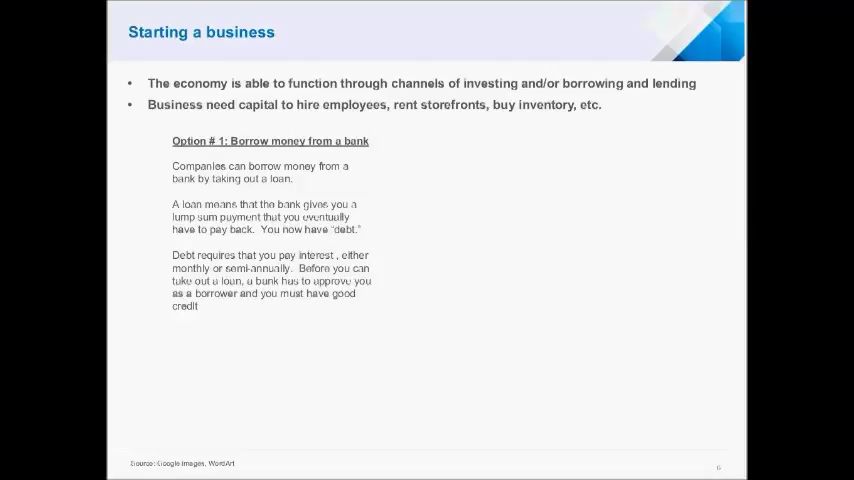 Starting a business
• The economy is able to function through channels of investing and/or borrowing and lending
• Business need capital to hire employees, rent storefronts, buy inventory, etc.
Option # 1: Borrow money from a bank
Companies can borrow money from a
bank by taking out a loan.
A loan means that the bank gives you a
lump sum payment that you eventually
have to pay back.  You now have “debt.”
Debt requires that you pay interest , either
monthly or semi-annually.  Before you can
take out a loan, a bank has to approve you
as a borrower and you must have good
credit
Source: Google Images, WordArt
6